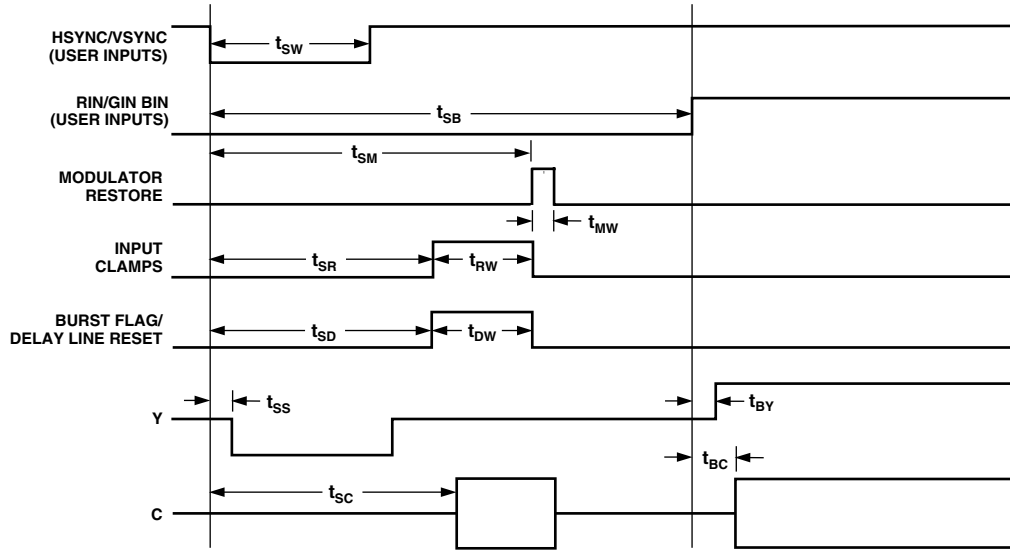 HSYNC/VSYNC
(USER INPUTS)
tSW
RIN/GIN BIN
(USER INPUTS)
tSB
tSM
MODULATOR
RESTORE
tMW
INPUT
CLAMPS
tSR
tRW
BURST FLAG/
DELAY LINE RESET
tSD
tDW
tSS
Y
tBY
tBC
tSC
C